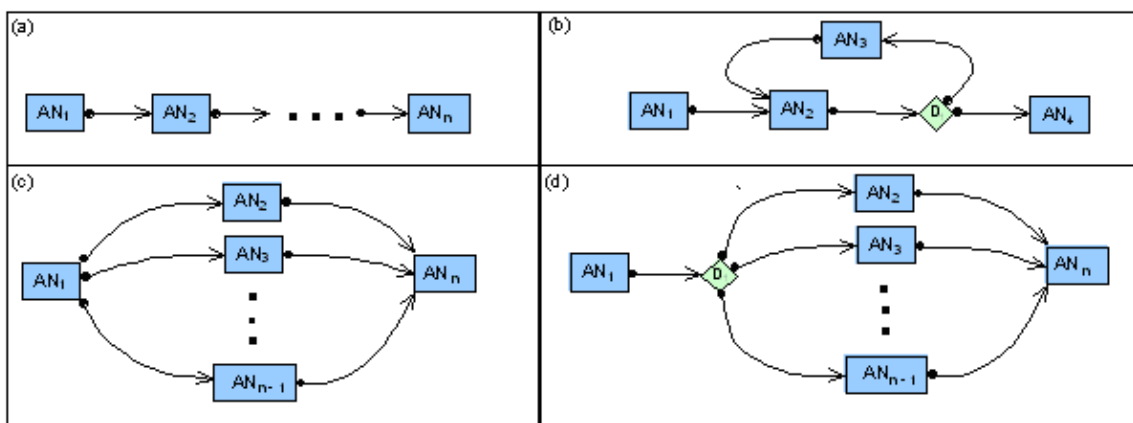 (a)
AN₁ AN₂ ANₙ
(b)
AN₃
AN₁ AN₂ D AN₄
(c)
AN₂
AN₃
AN₁ ANₙ
ANₙ₋₁
(d)
AN₂
AN₃
AN₁ D ANₙ
ANₙ₋₁